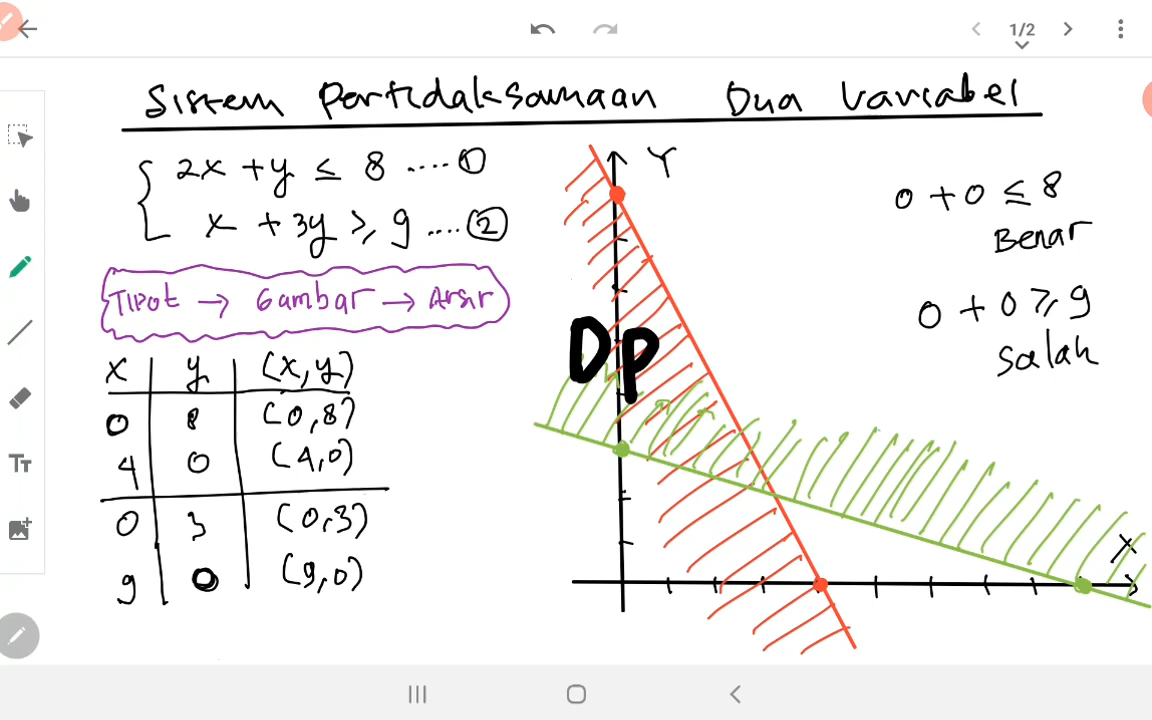 1/2
Sistem Pertidaksamaan Dua Variabel
2x + y ≤ 8 ..... ①
x + 3y ≥ 9 .... ②
Titpot → Gambar → Arsir
x y (x,y)
0 8 (0,8)
4 0 (4,0)
0 3 (0,3)
9 0 (9,0)
Y
DP
X
0 + 0 ≤ 8
Benar
0 + 0 ≥ 9
Salah
Tt